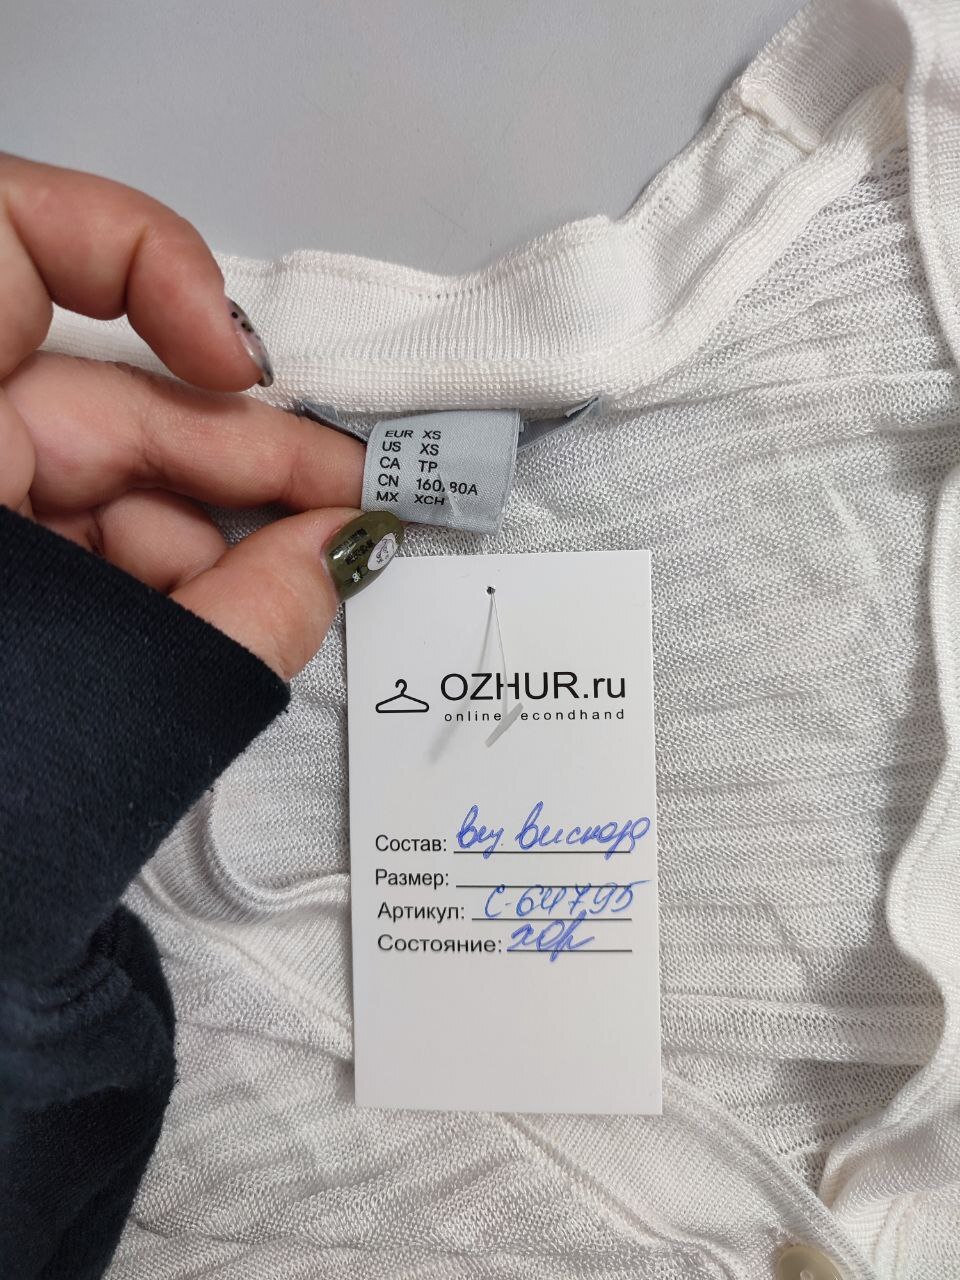 EUR XS
US XS
CA TP
CN 160/80A
MX XCH
OZHUR.ru
online secondhand
Состав: вму. вискоза
Размер:
Артикул: С-64795
Состояние: хор